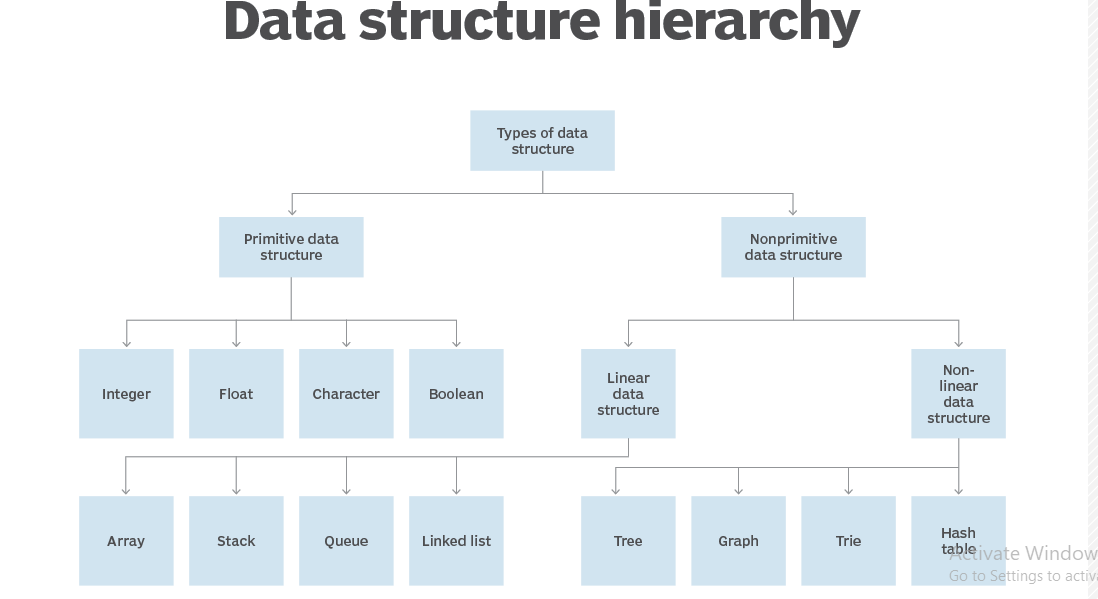 Data structure hierarchy
Types of data
structure
Primitive data
structure
Nonprimitive
data structure
Integer
Float
Character
Boolean
Linear
data
structure
Non-
linear
data
structure
Array
Stack
Queue
Linked list
Tree
Graph
Trie
Hash
table
Activate Window
Go to Settings to activa